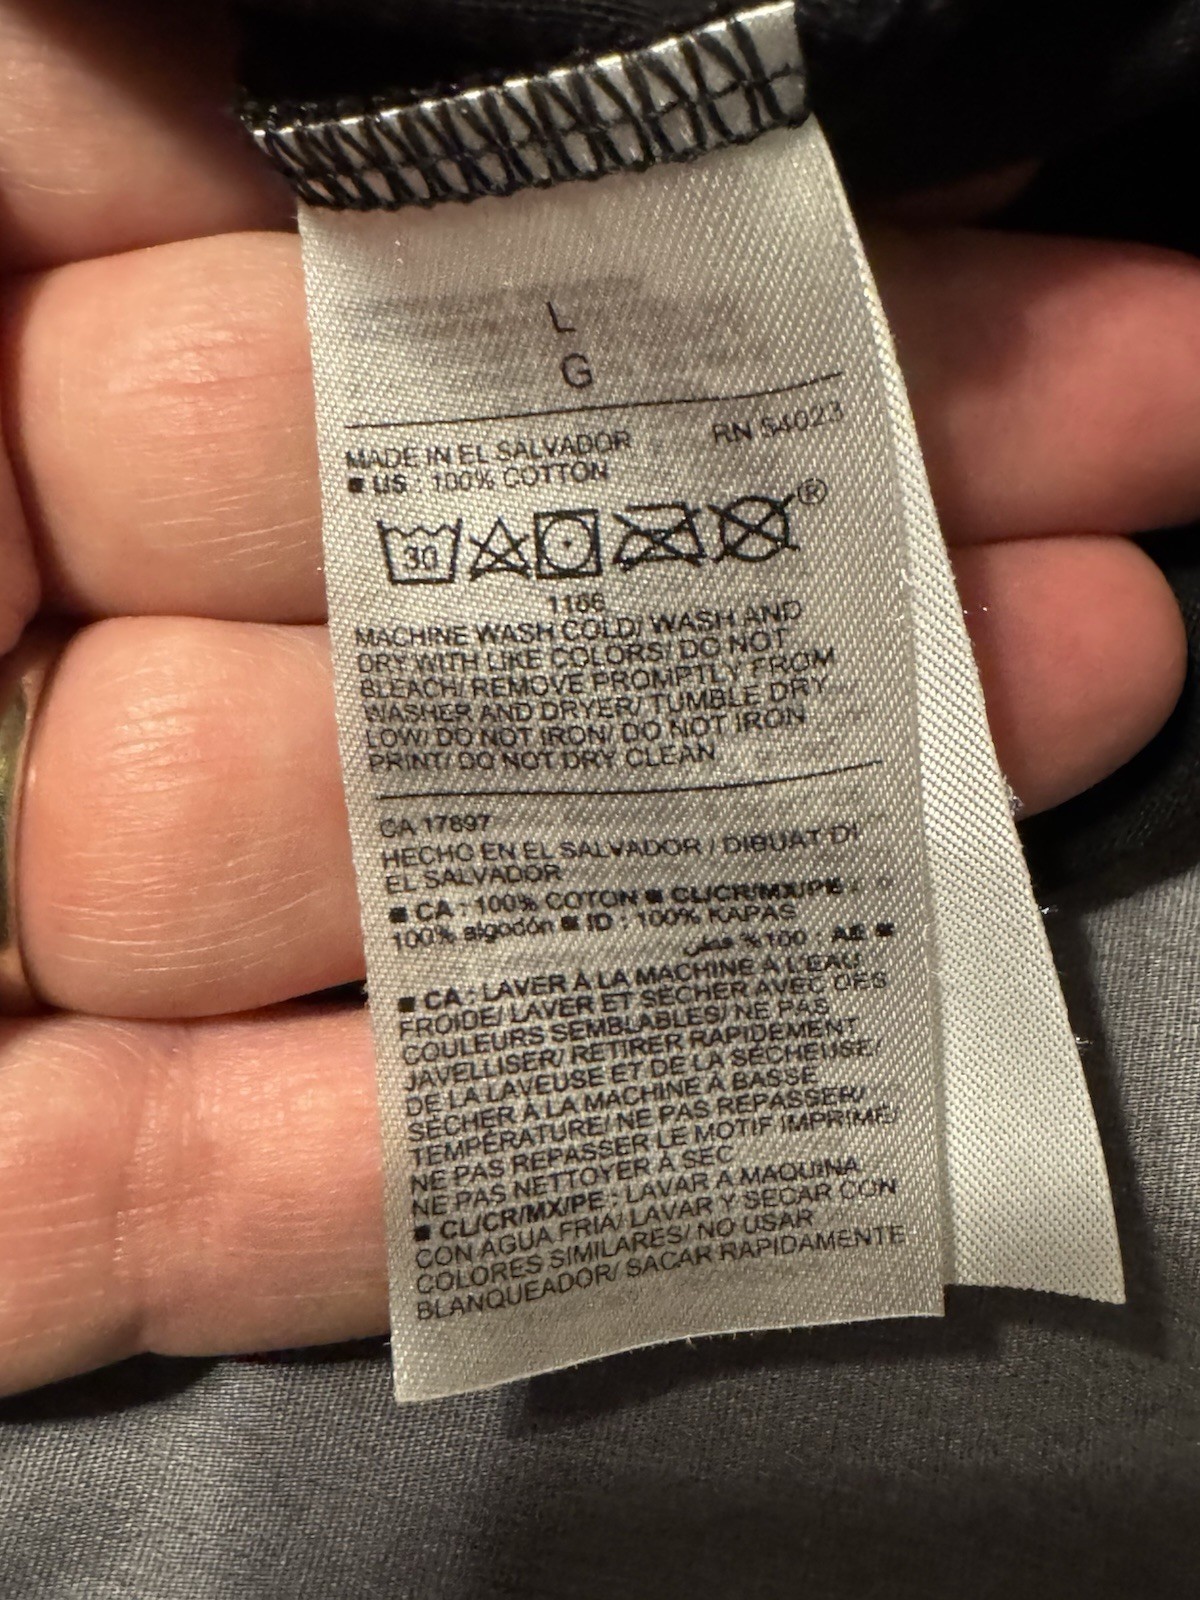 L
G
RN 54023
MADE IN EL SALVADOR
■ US : 100% COTTON
30
®
1166
MACHINE WASH COLD/ WASH AND
DRY WITH LIKE COLORS/ DO NOT
BLEACH/ REMOVE PROMPTLY FROM
WASHER AND DRYER/ TUMBLE DRY
LOW/ DO NOT IRON/ DO NOT IRON
PRINT/ DO NOT DRY CLEAN
CA 17897
HECHO EN EL SALVADOR / DIBUAT DI
EL SALVADOR
■ CA : 100% COTON ■ CL/CR/MX/PE :
100% algodón ■ ID : 100% KAPAS
■ AE : 100% قطن
■ CA : LAVER À LA MACHINE À L'EAU
FROIDE/ LAVER ET SÉCHER AVEC DES
COULEURS SEMBLABLES/ NE PAS
JAVELLISER/ RETIRER RAPIDEMENT
DE LA LAVEUSE ET DE LA SÉCHEUSE/
SÉCHER À LA MACHINE À BASSE
TEMPÉRATURE/ NE PAS REPASSER/
NE PAS REPASSER LE MOTIF IMPRIMÉ/
NE PAS NETTOYER À SEC
■ CL/CR/MX/PE : LAVAR A MAQUINA
CON AGUA FRIA/ LAVAR Y SECAR CON
COLORES SIMILARES/ NO USAR
BLANQUEADOR/ SACAR RAPIDAMENTE